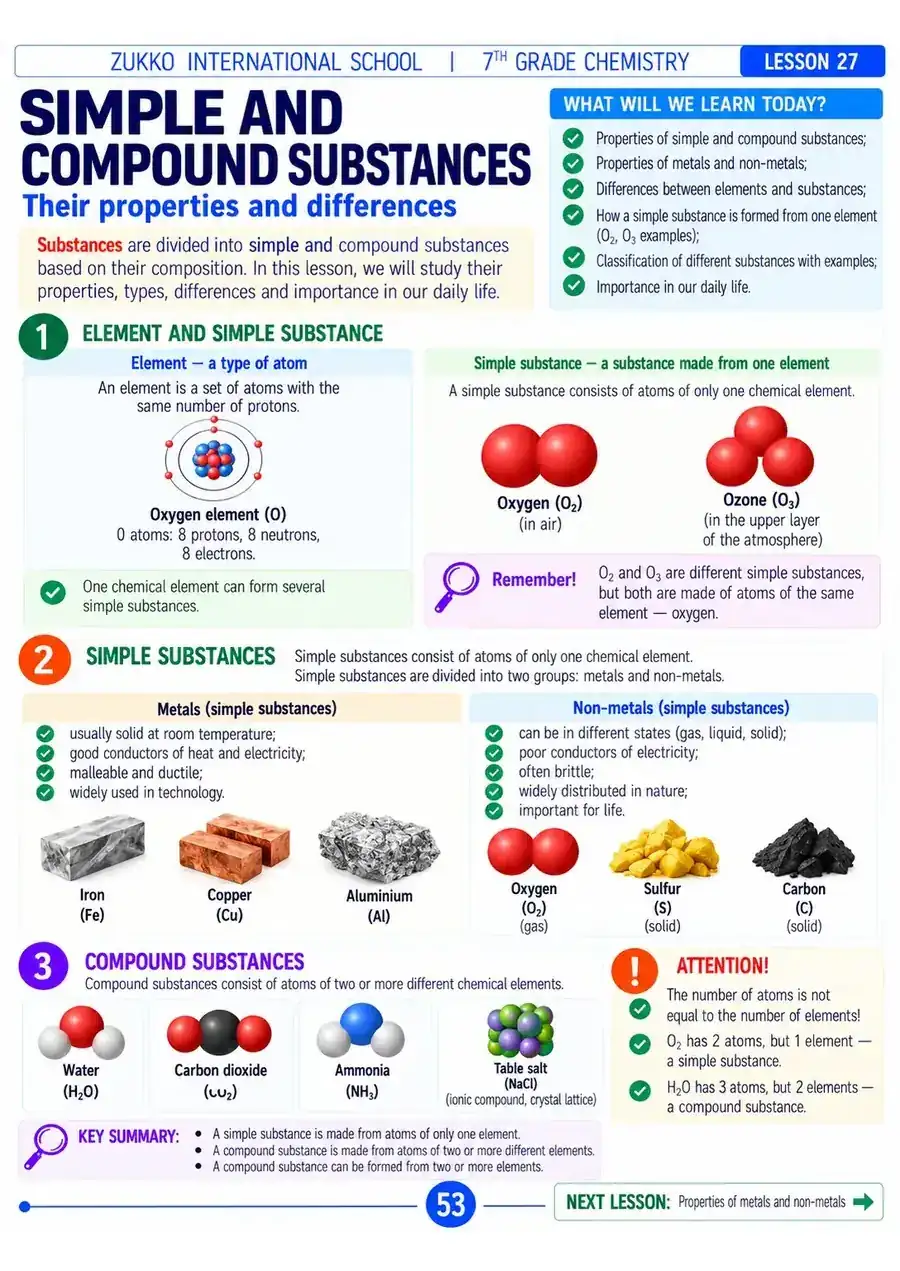 ZUKKO INTERNATIONAL SCHOOL | 7TH GRADE CHEMISTRY
LESSON 27
SIMPLE AND
COMPOUND SUBSTANCES
Their properties and differences
Substances are divided into simple and compound substances
based on their composition. In this lesson, we will study their
properties, types, differences and importance in our daily life.
WHAT WILL WE LEARN TODAY?
Properties of simple and compound substances;
Properties of metals and non-metals;
Differences between elements and substances;
How a simple substance is formed from one element
(O₂, O₃ examples);
Classification of different substances with examples;
Importance in our daily life.
1 ELEMENT AND SIMPLE SUBSTANCE
Element — a type of atom
An element is a set of atoms with the
same number of protons.
Oxygen element (O)
0 atoms: 8 protons, 8 neutrons,
8 electrons.
One chemical element can form several
simple substances.
Simple substance — a substance made from one element
A simple substance consists of atoms of only one chemical element.
Oxygen (O₂)
(in air)
Ozone (O₃)
(in the upper layer
of the atmosphere)
Remember!
O₂ and O₃ are different simple substances,
but both are made of atoms of the same
element — oxygen.
2 SIMPLE SUBSTANCES
Simple substances consist of atoms of only one chemical element.
Simple substances are divided into two groups: metals and non-metals.
Metals (simple substances)
usually solid at room temperature;
good conductors of heat and electricity;
malleable and ductile;
widely used in technology.
Iron
(Fe)
Copper
(Cu)
Aluminium
(Al)
Non-metals (simple substances)
can be in different states (gas, liquid, solid);
poor conductors of electricity;
often brittle;
widely distributed in nature;
important for life.
Oxygen
(O₂)
(gas)
Sulfur
(S)
(solid)
Carbon
(C)
(solid)
3 COMPOUND SUBSTANCES
Compound substances consist of atoms of two or more different chemical elements.
Water
(H₂O)
Carbon dioxide
Ammonia
(NH₃)
Table salt
(NaCl)
(ionic compound, crystal lattice)
! ATTENTION!
The number of atoms is not
equal to the number of elements!
O₂ has 2 atoms, but 1 element —
a simple substance.
H₂O has 3 atoms, but 2 elements —
a compound substance.
KEY SUMMARY:
• A simple substance is made from atoms of only one element.
• A compound substance is made from atoms of two or more different elements.
• A compound substance can be formed from two or more elements.
53
NEXT LESSON: Properties of metals and non-metals